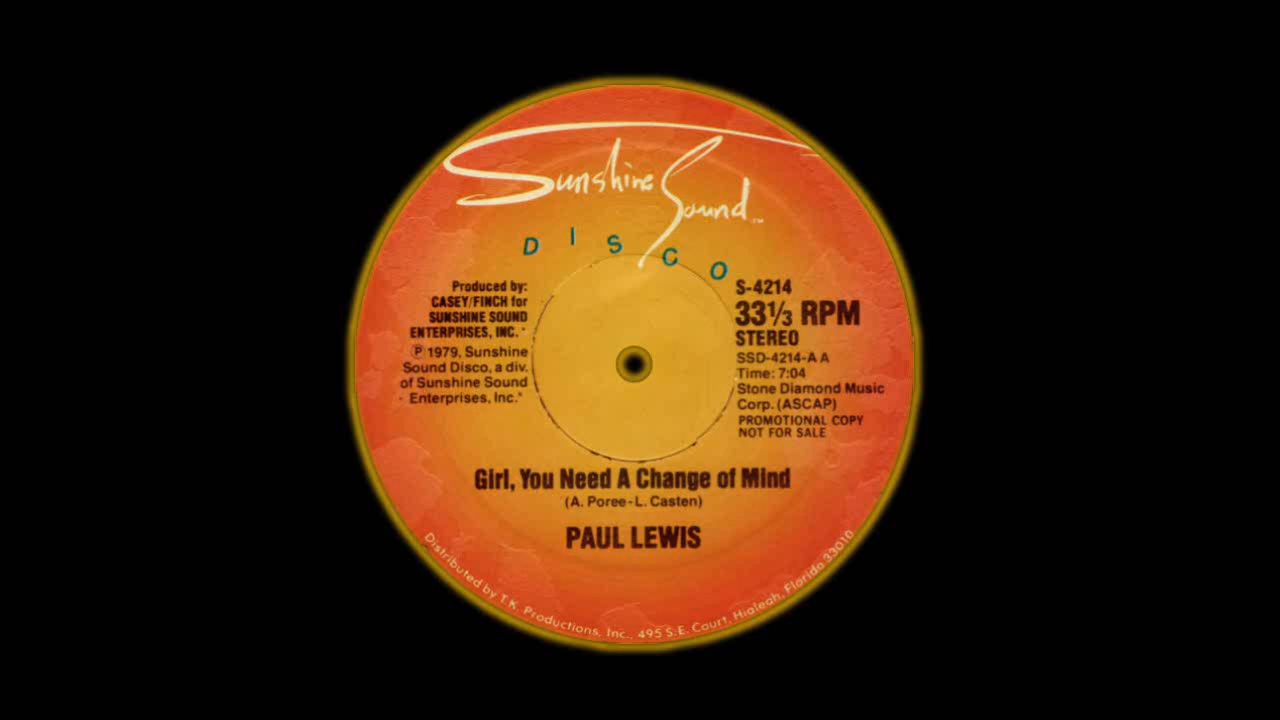 Sunshine Sound™
DISCO
Produced by:
CASEY/FINCH for
SUNSHINE SOUND
ENTERPRISES, INC.*
℗ 1979, Sunshine
Sound Disco, a div.
of Sunshine Sound
Enterprises, Inc.*
S-4214
33 1/3 RPM
STEREO
SSD-4214-A A
Time: 7:04
Stone Diamond Music
Corp. (ASCAP)
PROMOTIONAL COPY
NOT FOR SALE
Girl, You Need A Change of Mind
(A. Poree - L. Casten)
PAUL LEWIS
Distributed by T.K. Productions, Inc., 495 S.E. Court, Hialeah, Florida 33010